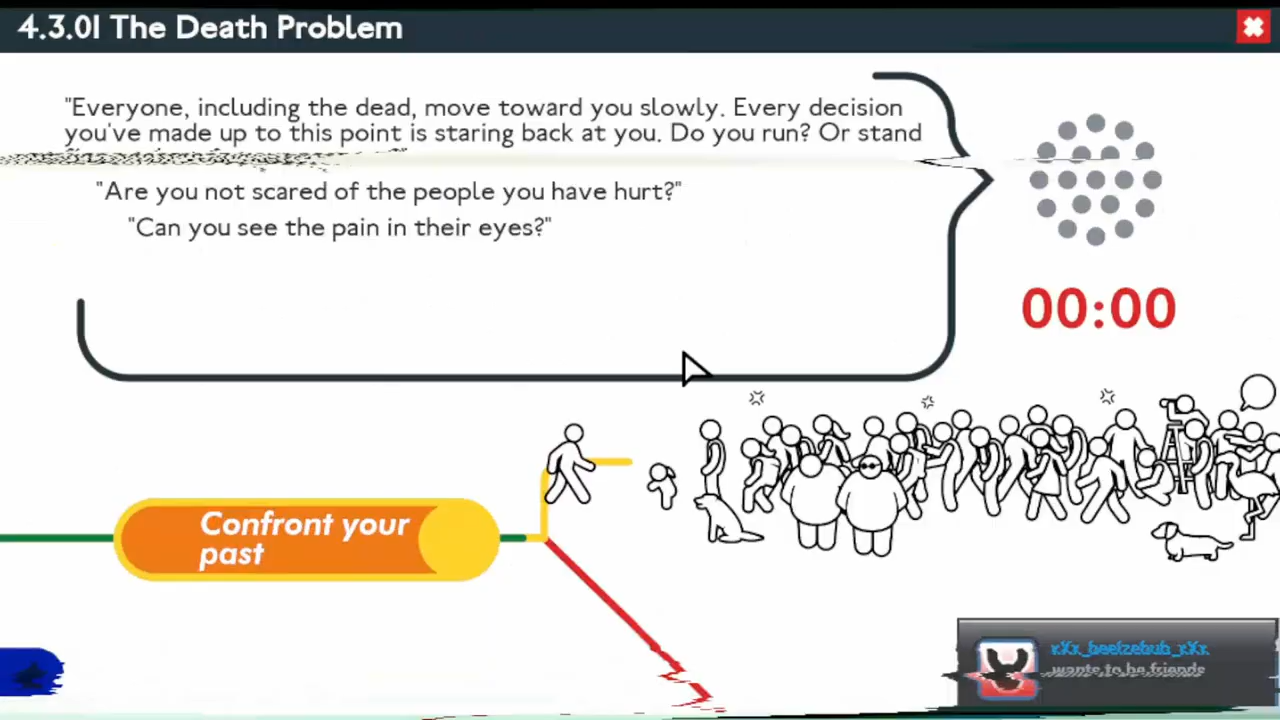 4.3.01 The Death Problem
"Everyone, including the dead, move toward you slowly. Every decision
you've made up to this point is staring back at you. Do you run? Or stand
"Are you not scared of the people you have hurt?"
"Can you see the pain in their eyes?"
00:00
Confront your
past
xXx_beelzebub_xXx
wants to be friends